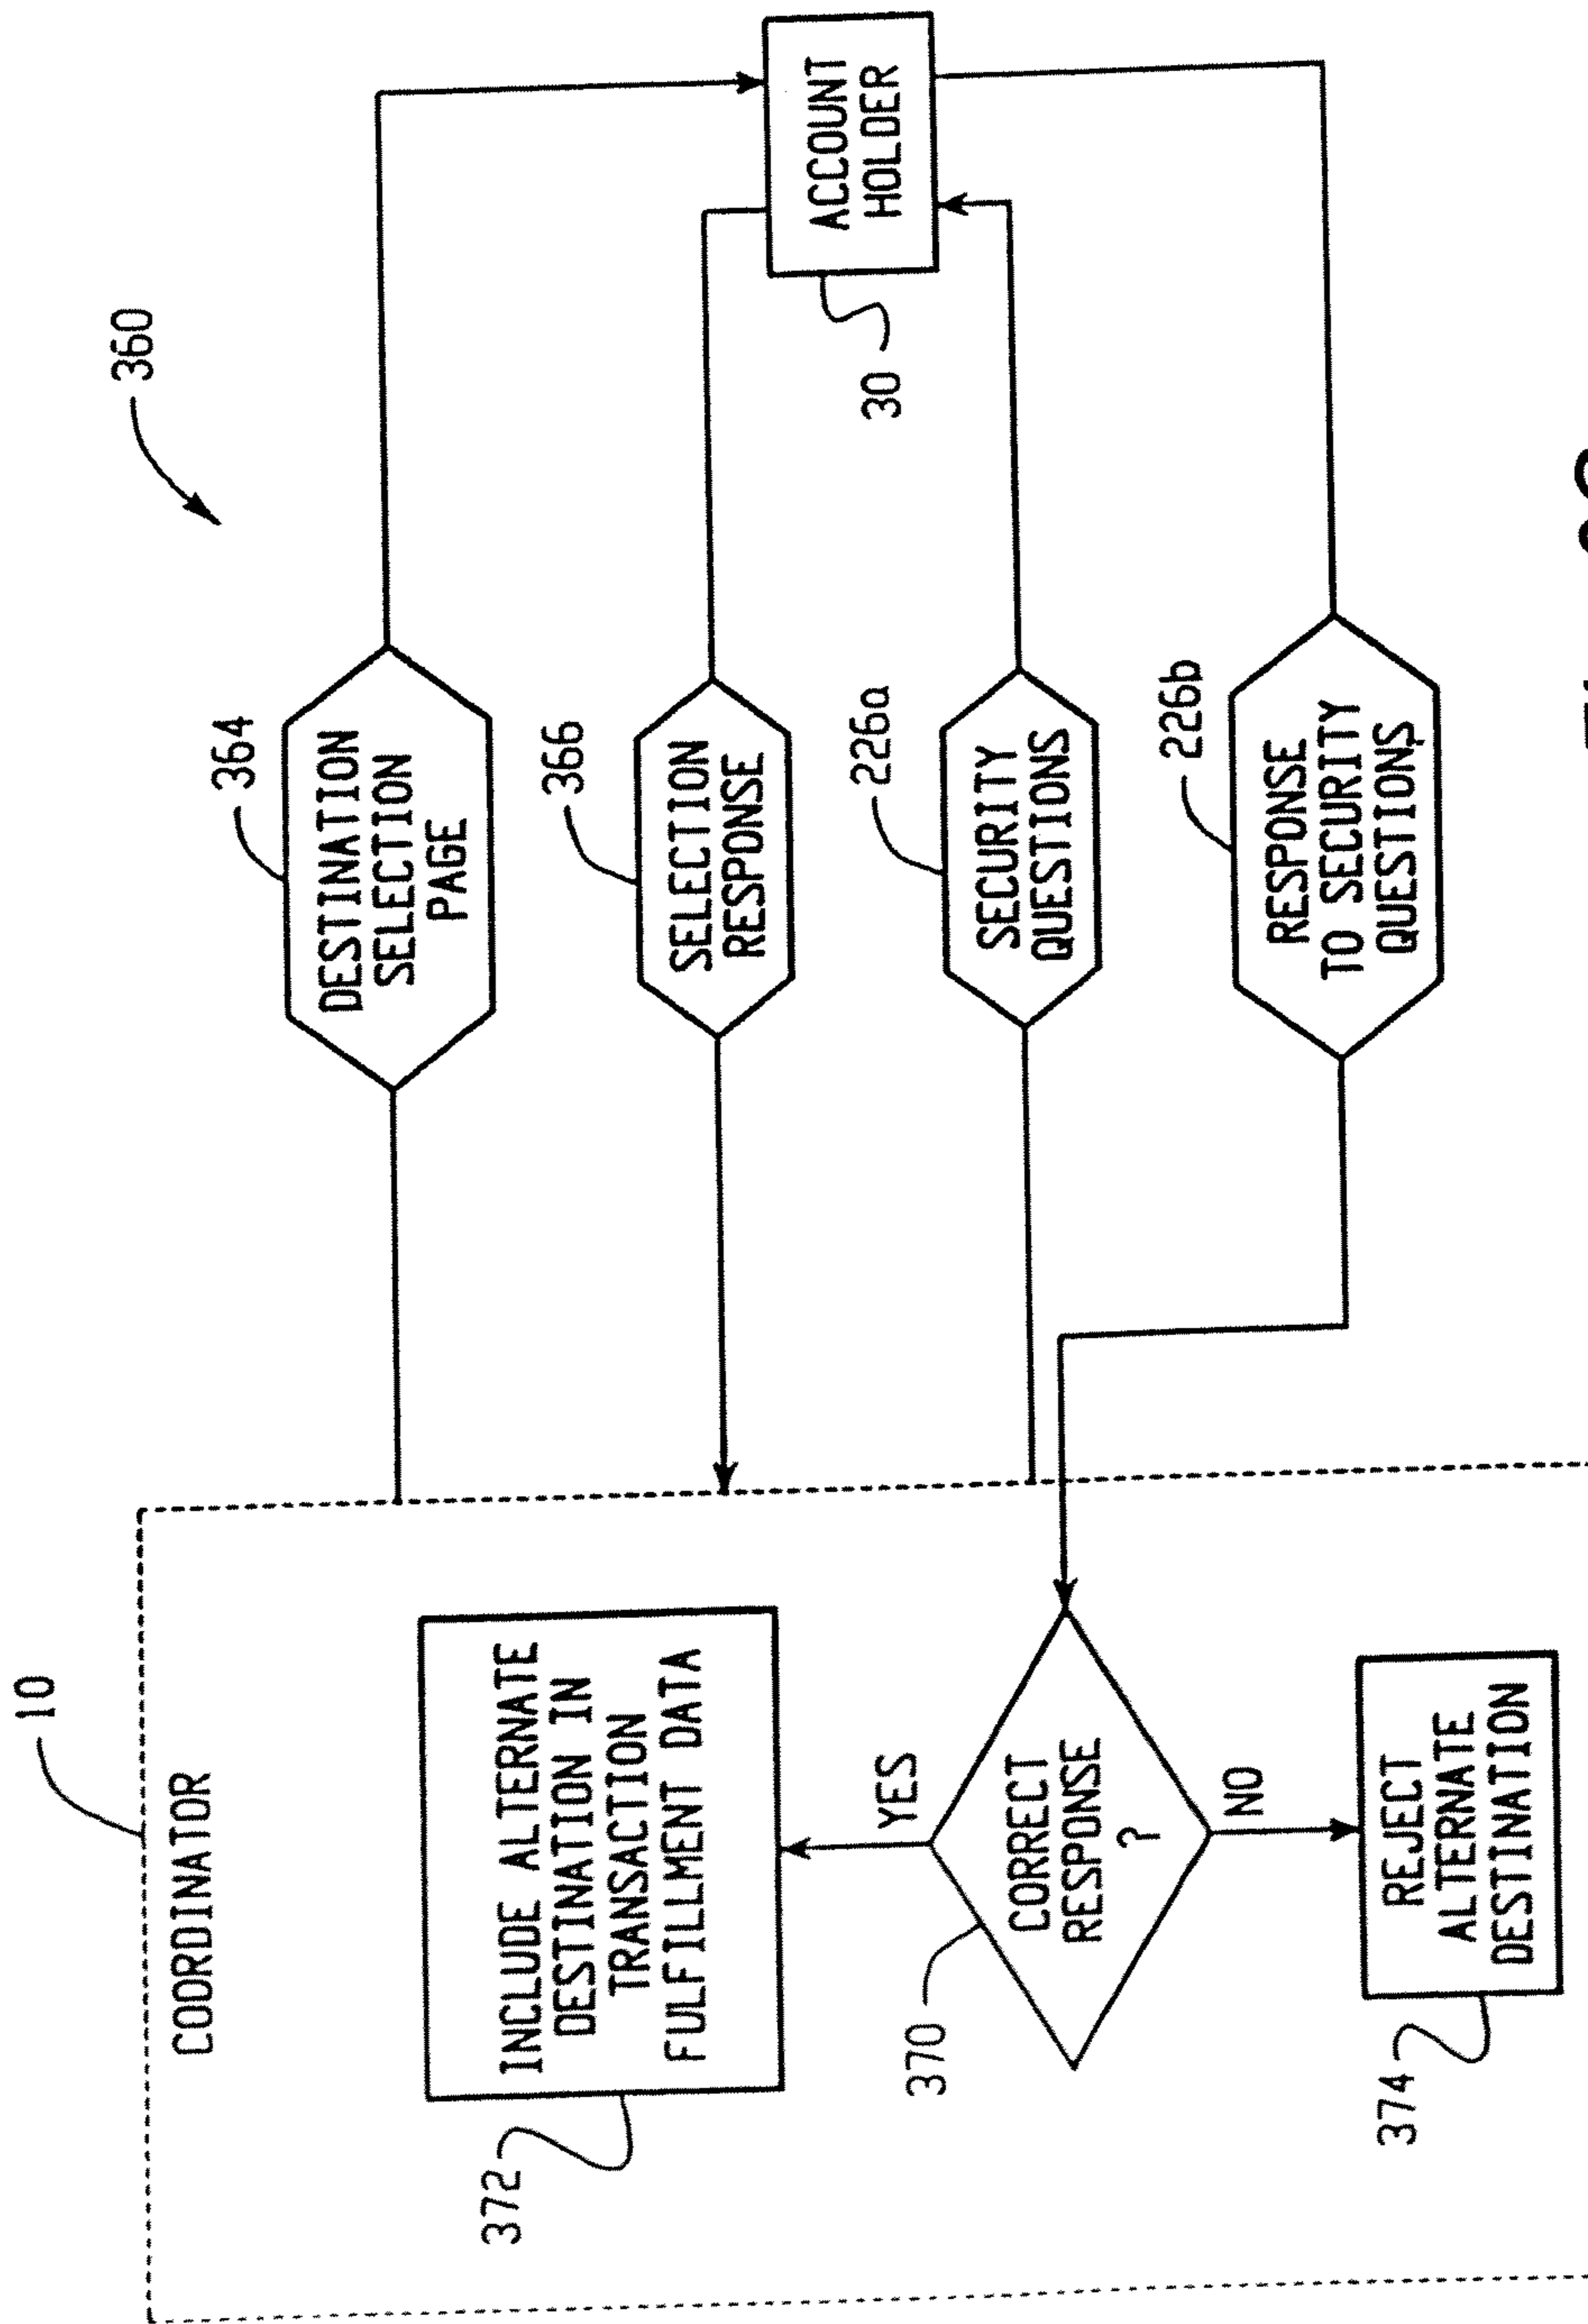 360
10
COORDINATOR
372
INCLUDE ALTERNATE
DESTINATION IN
TRANSACTION
FULFILLMENT DATA
YES
370
CORRECT
RESPONSE
?
NO
374
REJECT
ALTERNATE
DESTINATION
364
DESTINATION
SELECTION
PAGE
366
SELECTION
RESPONSE
226a
SECURITY
QUESTIONS
226b
RESPONSE
TO SECURITY
QUESTIONS
30
ACCOUNT
HOLDER